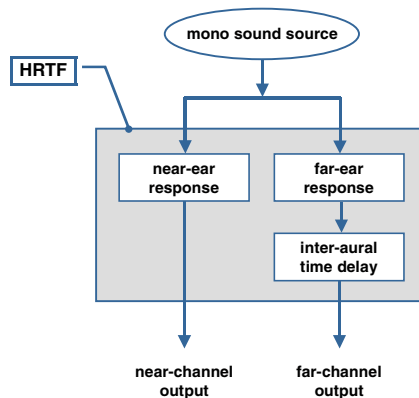 mono sound source
HRTF
near-ear
response
far-ear
response
inter-aural
time delay
near-channel
output
far-channel
output